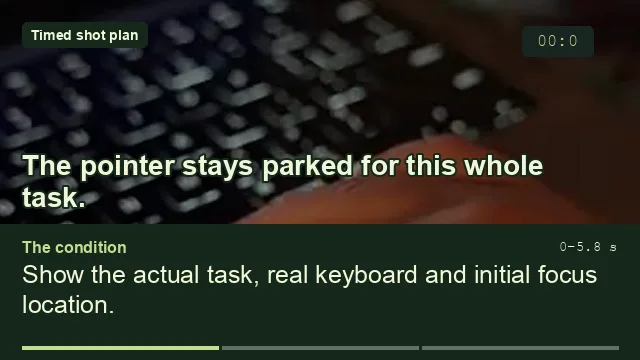 Timed shot plan
00:0
The pointer stays parked for this whole
task.
The condition
0–5.8 s
Show the actual task, real keyboard and initial focus
location.